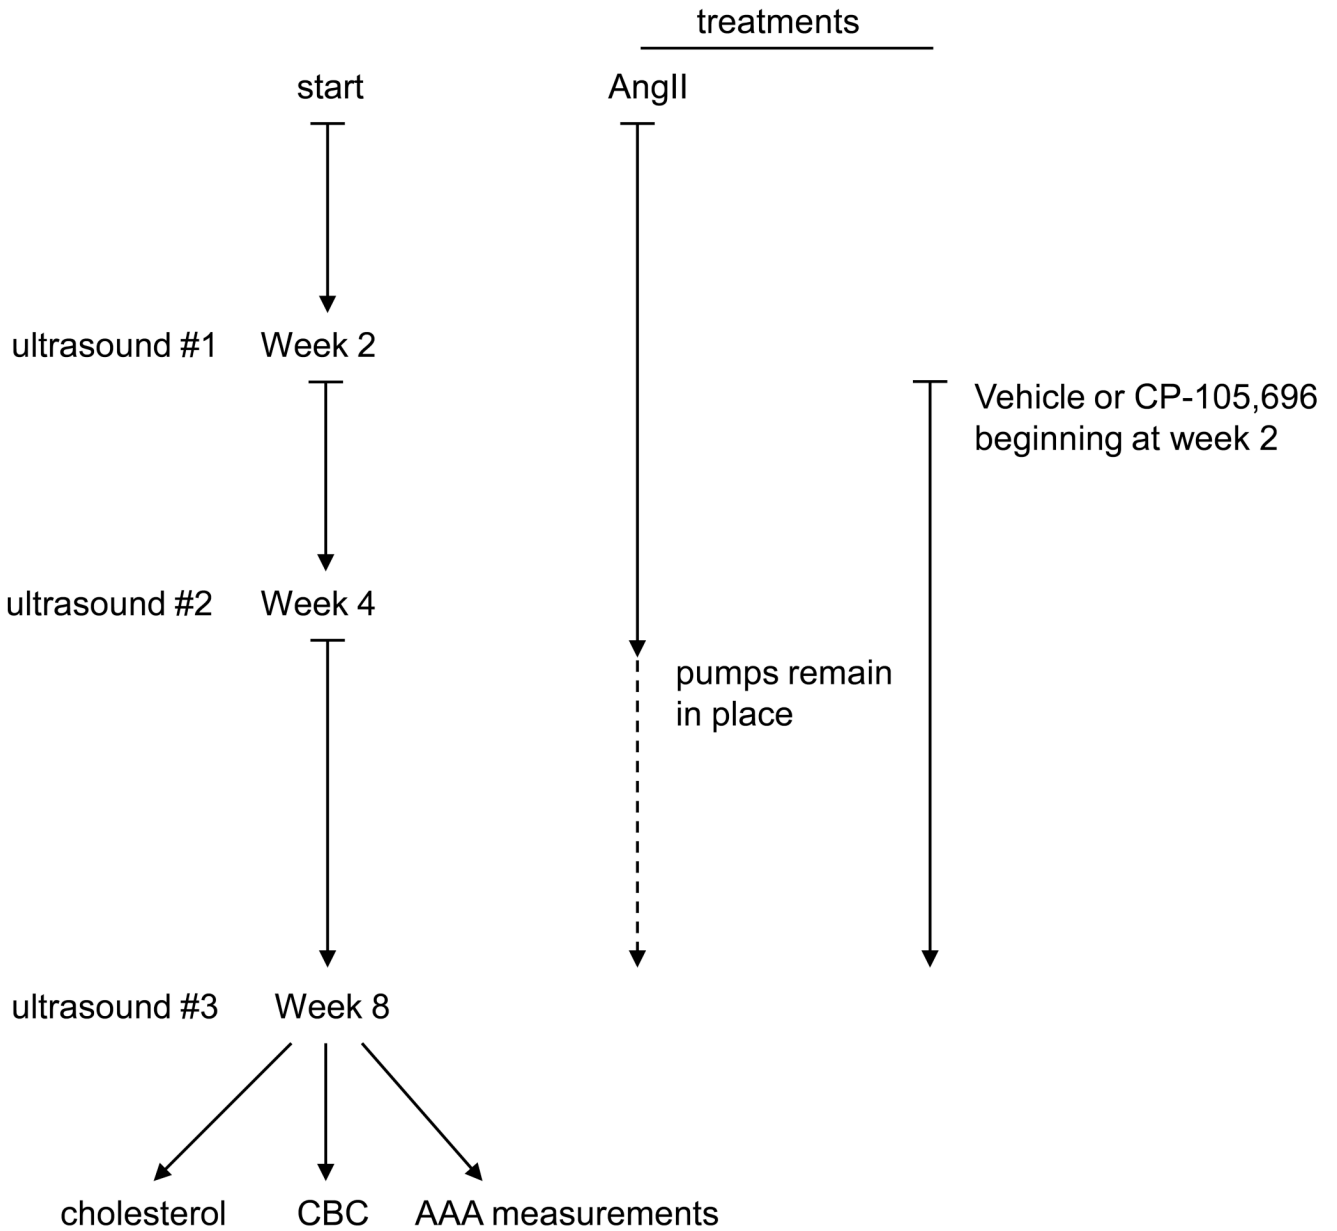 treatments
start
AngII
ultrasound #1
Week 2
Vehicle or CP-105,696
beginning at week 2
ultrasound #2
Week 4
pumps remain
in place
ultrasound #3
Week 8
cholesterol
CBC
AAA measurements